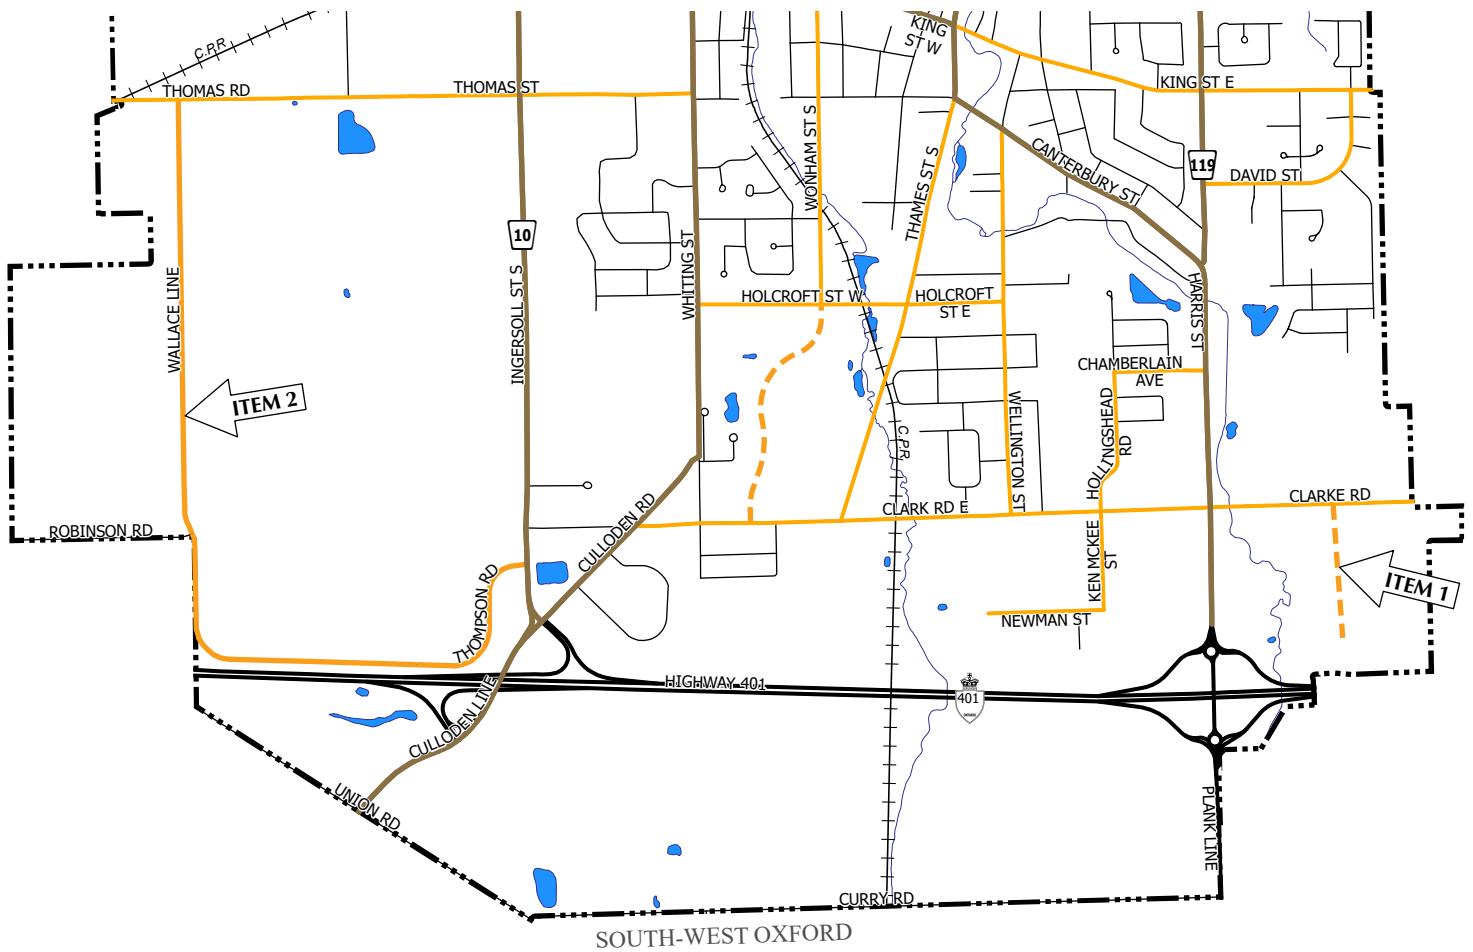 KING
ST W
C.P.R
THOMAS RD
THOMAS ST
KING ST E
WONHAM ST S
THAMES ST S
CANTERBURY ST
119
DAVID ST
10
WHITING ST
WALLACE LINE
INGERSOLL ST S
HOLCROFT ST W
HOLCROFT
ST E
HARRIS ST
CHAMBERLAIN
AVE
ITEM 2
HOLLINGSHEAD
RD
WELLINGTON ST
C.P.R
CULLODEN RD
CLARK RD E
CLARKE RD
ROBINSON RD
KEN MCKEE
ST
ITEM 1
THOMPSON RD
NEWMAN ST
HIGHWAY 401
401
ONTARIO
CULLODEN LINE
UNION RD
PLANK LINE
CURRY RD
SOUTH-WEST OXFORD